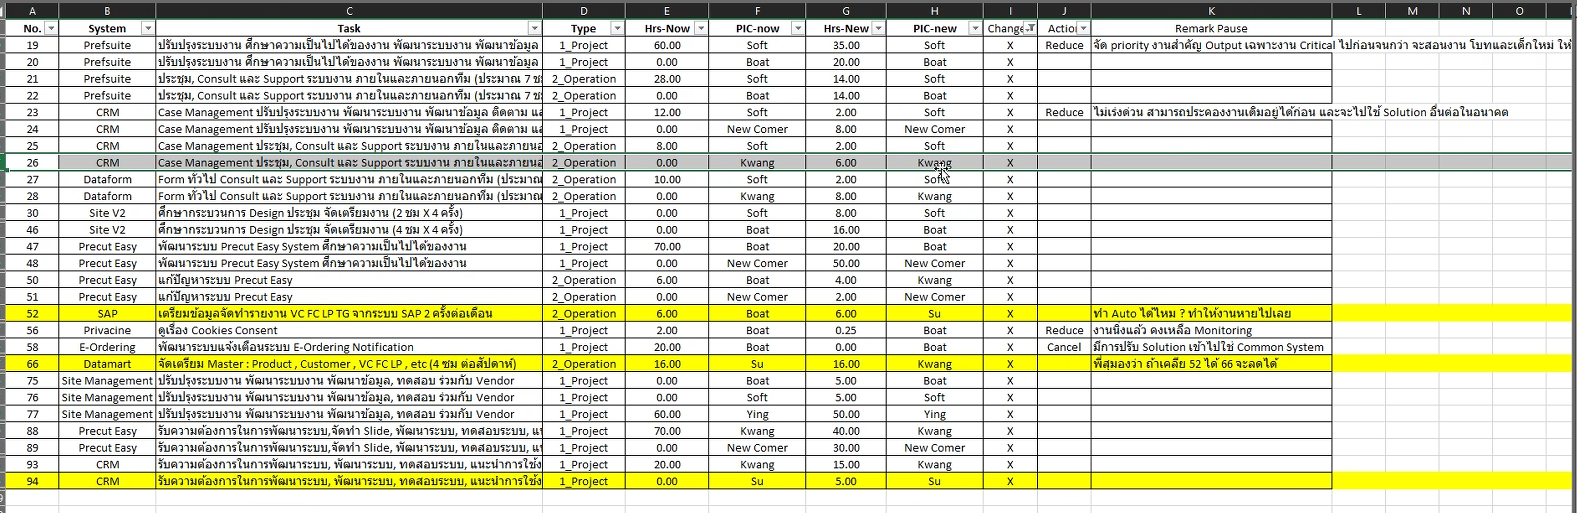 A B C D E F G H I J K L M N O
No. System Task Type Hrs-Now PIC-now Hrs-New PIC-new Change Action Remark Pause
19 Prefsuite ปรับปรุงระบบงาน ศึกษาความเป็นไปได้ของงาน พัฒนาระบบงาน พัฒนาข้อมูล 1_Project 60.00 Soft 35.00 Soft X Reduce จัด priority งานสำคัญ Output เฉพาะงาน Critical ไปก่อนจนกว่า จะสอนงาน โบทและเด็กใหม่ ให้
20 Prefsuite ปรับปรุงระบบงาน ศึกษาความเป็นไปได้ของงาน พัฒนาระบบงาน พัฒนาข้อมูล 1_Project 0.00 Boat 20.00 Boat X
21 Prefsuite ประชุม, Consult และ Support ระบบงาน ภายในและภายนอกทีม (ประมาณ 7 ช 2_Operation 28.00 Soft 14.00 Soft X
22 Prefsuite ประชุม, Consult และ Support ระบบงาน ภายในและภายนอกทีม (ประมาณ 7 ช 2_Operation 0.00 Boat 14.00 Boat X
23 CRM Case Management ปรับปรุงระบบงาน พัฒนาระบบงาน พัฒนาข้อมูล ติดตาม แล 1_Project 12.00 Soft 2.00 Soft X Reduce ไม่เร่งด่วน สามารถประคองงานเดิมอยู่ได้ก่อน และจะไปใช้ Solution อื่นต่อในอนาคต
24 CRM Case Management ปรับปรุงระบบงาน พัฒนาระบบงาน พัฒนาข้อมูล ติดตาม แล 1_Project 0.00 New Comer 8.00 New Comer X
25 CRM Case Management ประชุม, Consult และ Support ระบบงาน ภายในและภายนอ 2_Operation 8.00 Soft 2.00 Soft X
26 CRM Case Management ประชุม, Consult และ Support ระบบงาน ภายในและภายนอ 2_Operation 0.00 Kwang 6.00 Kwang X
27 Dataform Form ทั่วไป Consult และ Support ระบบงาน ภายในและภายนอกทีม (ประมาณ 2_Operation 10.00 Soft 2.00 Soft X
28 Dataform Form ทั่วไป Consult และ Support ระบบงาน ภายในและภายนอกทีม (ประมาณ 2_Operation 0.00 Kwang 8.00 Kwang X
30 Site V2 ศึกษากระบวนการ Design ประชุม จัดเตรียมงาน (2 ชม X 4 ครั้ง) 1_Project 0.00 Soft 8.00 Soft X
46 Site V2 ศึกษากระบวนการ Design ประชุม จัดเตรียมงาน (4 ชม X 4 ครั้ง) 1_Project 0.00 Boat 16.00 Boat X
47 Precut Easy พัฒนาระบบ Precut Easy System ศึกษาความเป็นไปได้ของงาน 1_Project 70.00 Boat 20.00 Boat X
48 Precut Easy พัฒนาระบบ Precut Easy System ศึกษาความเป็นไปได้ของงาน 1_Project 0.00 New Comer 50.00 New Comer X
50 Precut Easy แก้ปัญหาระบบ Precut Easy 2_Operation 6.00 Boat 4.00 Kwang X
51 Precut Easy แก้ปัญหาระบบ Precut Easy 2_Operation 0.00 New Comer 2.00 New Comer X
52 SAP เตรียมข้อมูลจัดทำรายงาน VC FC LP TG จากระบบ SAP 2 ครั้งต่อเดือน 2_Operation 6.00 Boat 6.00 Su X ทำ Auto ได้ไหม ? ทำให้งานหายไปเลย
56 Privacine ดูเรื่อง Cookies Consent 1_Project 2.00 Boat 0.25 Boat X Reduce งานนิ่งแล้ว คงเหลือ Monitoring
58 E-Ordering พัฒนาระบบแจ้งเตือนระบบ E-Ordering Notification 1_Project 20.00 Boat 0.00 Boat X Cancel มีการปรับ Solution เข้าไปใช้ Common System
66 Datamart จัดเตรียม Master : Product , Customer , VC FC LP , etc (4 ชม ต่อสัปดาห์) 2_Operation 16.00 Su 16.00 Kwang X พี่สุมองว่า ถ้าเคลีย 52 ได้ 66 จะลดได้
75 Site Management ปรับปรุงระบบงาน พัฒนาระบบงาน พัฒนาข้อมูล, ทดสอบ ร่วมกับ Vendor 1_Project 0.00 Boat 5.00 Boat X
76 Site Management ปรับปรุงระบบงาน พัฒนาระบบงาน พัฒนาข้อมูล, ทดสอบ ร่วมกับ Vendor 1_Project 0.00 Soft 5.00 Soft X
77 Site Management ปรับปรุงระบบงาน พัฒนาระบบงาน พัฒนาข้อมูล, ทดสอบ ร่วมกับ Vendor 1_Project 60.00 Ying 50.00 Ying X
88 Precut Easy รับความต้องการในการพัฒนาระบบ,จัดทำ Slide, พัฒนาระบบ, ทดสอบระบบ, แ 1_Project 70.00 Kwang 40.00 Kwang X
89 Precut Easy รับความต้องการในการพัฒนาระบบ,จัดทำ Slide, พัฒนาระบบ, ทดสอบระบบ, แ 1_Project 0.00 New Comer 30.00 New Comer X
93 CRM รับความต้องการในการพัฒนาระบบ, พัฒนาระบบ, ทดสอบระบบ, แนะนำการใช้ง 1_Project 20.00 Kwang 15.00 Kwang X
94 CRM รับความต้องการในการพัฒนาระบบ, พัฒนาระบบ, ทดสอบระบบ, แนะนำการใช้ง 1_Project 0.00 Su 5.00 Su X